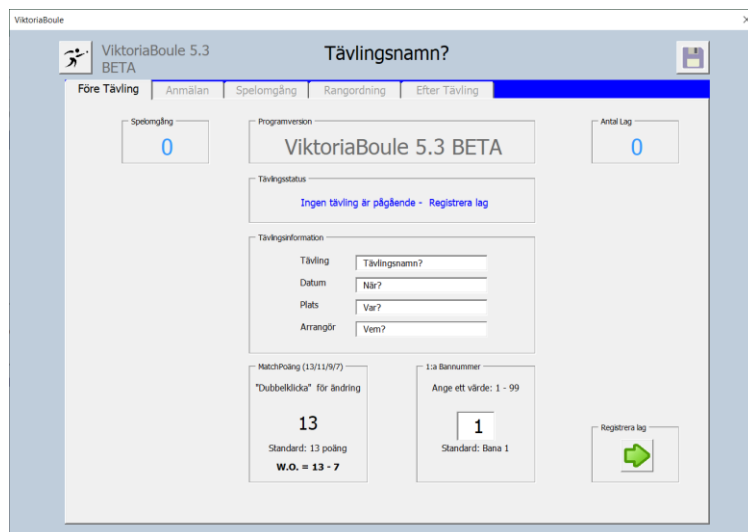 ViktoriaBoule
ViktoriaBoule 5.3
BETA
Tävlingsnamn?
Före Tävling
Anmälan
Spelomgång
Rangordning
Efter Tävling
Spelomgång
0
Programversion
ViktoriaBoule 5.3 BETA
Antal Lag
0
Tävlingsstatus
Ingen tävling är pågående - Registrera lag
Tävlingsinformation
Tävling Tävlingsnamn?
Datum När?
Plats Var?
Arrangör Vem?
MatchPoäng (13/11/9/7)
"Dubbelklicka" för ändring
13
Standard: 13 poäng
W.O. = 13 - 7
1:a Bannummer
Ange ett värde: 1 - 99
1
Standard: Bana 1
Registrera lag